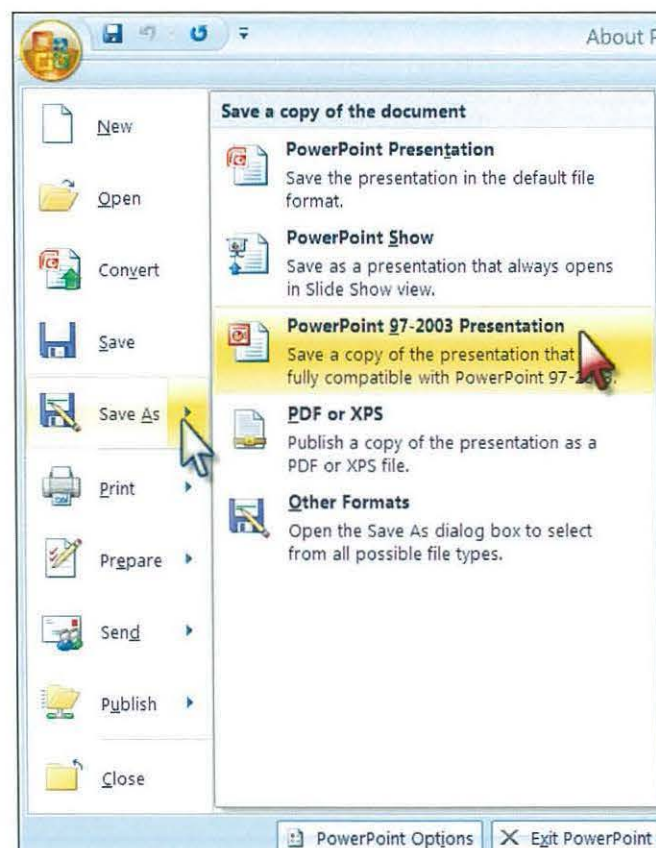 About P
New
Open
Convert
Save
Save As
Print
Prepare
Send
Publish
Close
Save a copy of the document
PowerPoint Presentation
Save the presentation in the default file
format.
PowerPoint Show
Save as a presentation that always opens
in Slide Show view.
PowerPoint 97-2003 Presentation
Save a copy of the presentation that
fully compatible with PowerPoint 97-
PDF or XPS
Publish a copy of the presentation as a
PDF or XPS file.
Other Formats
Open the Save As dialog box to select
from all possible file types.
PowerPoint Options
Exit PowerPoint